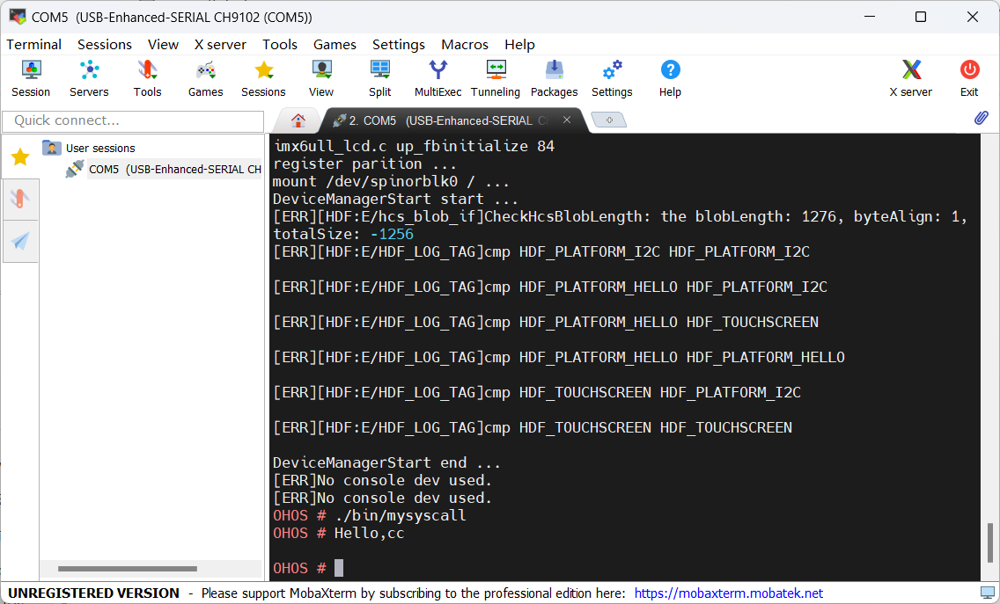 COM5 (USB-Enhanced-SERIAL CH9102 (COM5))
Terminal Sessions View X server Tools Games Settings Macros Help
Session Servers Tools Games Sessions View Split MultiExec Tunneling Packages Settings Help X server Exit
Quick connect...
2. COM5 (USB-Enhanced-SERIAL C
User sessions
COM5 (USB-Enhanced-SERIAL CH
imx6ull_lcd.c up_fbinitialize 84
register parition ...
mount /dev/spinorblk0 / ...
DeviceManagerStart start ...
[ERR][HDF:E/hcs_blob_if]CheckHcsBlobLength: the blobLength: 1276, byteAlign: 1,
totalSize: -1256
[ERR][HDF:E/HDF_LOG_TAG]cmp HDF_PLATFORM_I2C HDF_PLATFORM_I2C
[ERR][HDF:E/HDF_LOG_TAG]cmp HDF_PLATFORM_HELLO HDF_PLATFORM_I2C
[ERR][HDF:E/HDF_LOG_TAG]cmp HDF_PLATFORM_HELLO HDF_TOUCHSCREEN
[ERR][HDF:E/HDF_LOG_TAG]cmp HDF_PLATFORM_HELLO HDF_PLATFORM_HELLO
[ERR][HDF:E/HDF_LOG_TAG]cmp HDF_TOUCHSCREEN HDF_PLATFORM_I2C
[ERR][HDF:E/HDF_LOG_TAG]cmp HDF_TOUCHSCREEN HDF_TOUCHSCREEN
DeviceManagerStart end ...
[ERR]No console dev used.
[ERR]No console dev used.
OHOS # ./bin/mysyscall
OHOS # Hello,cc
OHOS #
UNREGISTERED VERSION - Please support MobaXterm by subscribing to the professional edition here: https://mobaxterm.mobatek.net